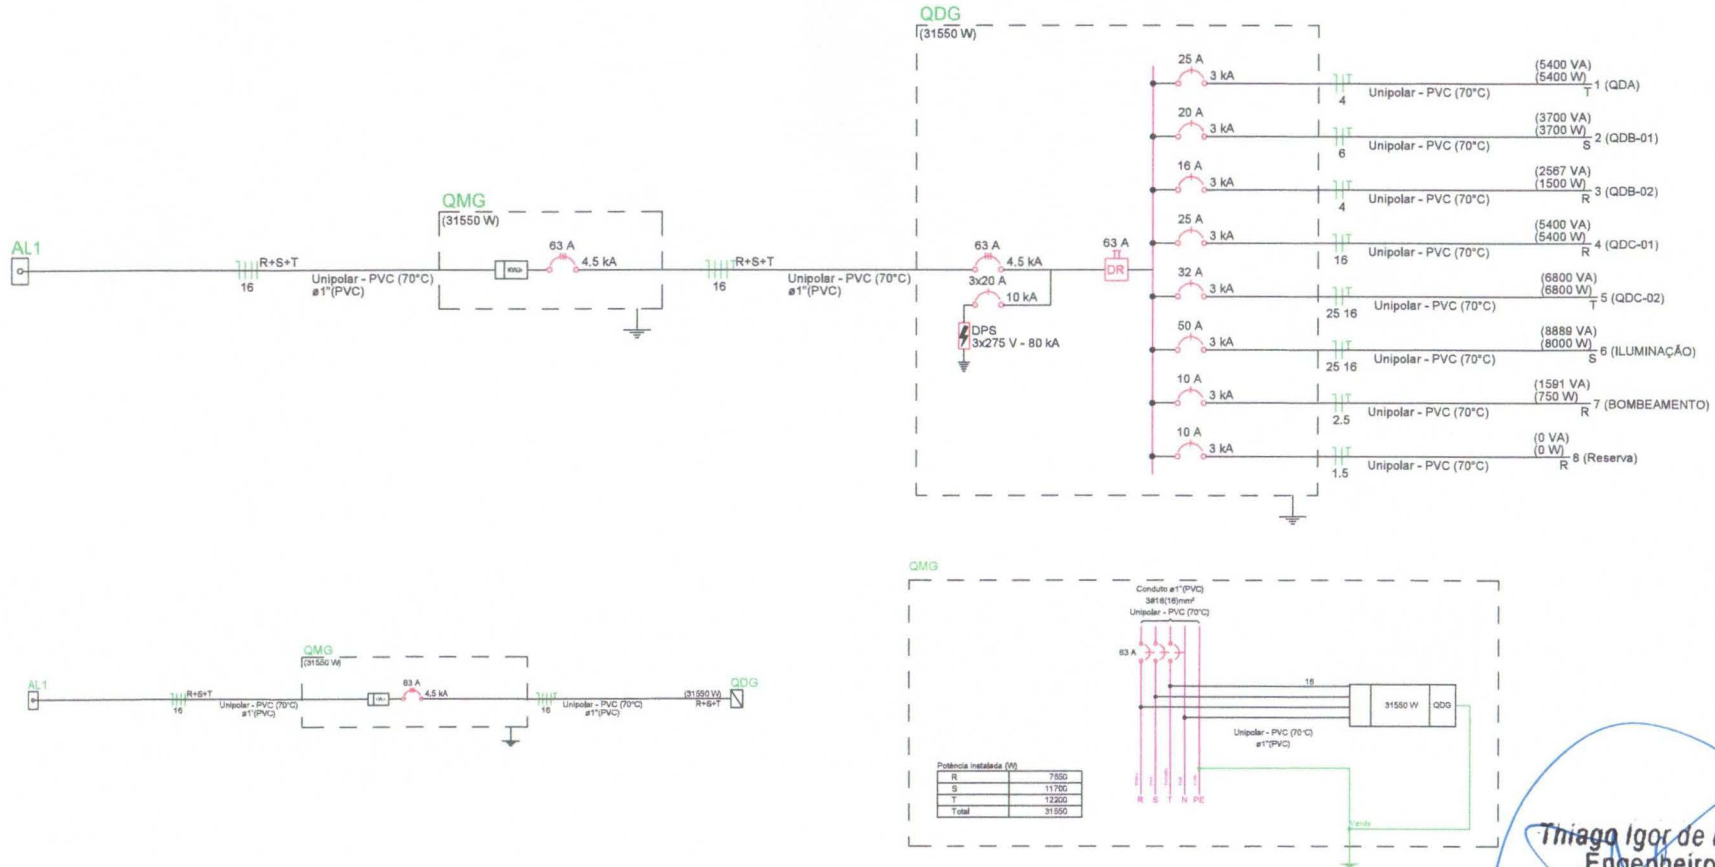 QDG
(31550 W)
25 A
3 kA
4
Unipolar - PVC (70°C)
(5400 VA)
(5400 W)
T
1 (QDA)
20 A
3 kA
6
Unipolar - PVC (70°C)
(3700 VA)
(3700 W)
S
2 (QDB-01)
16 A
3 kA
4
Unipolar - PVC (70°C)
(2567 VA)
(1500 W)
R
3 (QDB-02)
25 A
3 kA
16
Unipolar - PVC (70°C)
(5400 VA)
(5400 W)
R
4 (QDC-01)
32 A
3 kA
25 16
Unipolar - PVC (70°C)
(6800 VA)
(6800 W)
T
5 (QDC-02)
50 A
3 kA
25 16
Unipolar - PVC (70°C)
(8889 VA)
(8000 W)
S
6 (ILUMINAÇÃO)
10 A
3 kA
2.5
Unipolar - PVC (70°C)
(1591 VA)
(750 W)
R
7 (BOMBEAMENTO)
10 A
3 kA
1.5
Unipolar - PVC (70°C)
(0 VA)
(0 W)
R
8 (Reserva)
AL1
R+S+T
16
Unipolar - PVC (70°C)
ø1"(PVC)
QMG
(31550 W)
63 A
4,5 kA
R+S+T
16
Unipolar - PVC (70°C)
ø1"(PVC)
63 A
4,5 kA
3x20 A
10 kA
DPS
3x275 V - 80 kA
63 A
DR
AL1
R+S+T
16
Unipolar - PVC (70°C)
ø1"(PVC)
QMG
(31550 W)
63 A
4,5 kA
16
Unipolar - PVC (70°C)
ø1"(PVC)
(31550 W)
R+S+T
QDG
QMG
Conduto ø1"(PVC)
3#16(16)mm²
Unipolar - PVC (70°C)
63 A
16
31550 W
QDG
Unipolar - PVC (70°C)
ø1"(PVC)
R S T N PE
Verde
Potência instalada (W)
R 7650
S 11700
T 12200
Total 31550
Thiago Igor de
Engenheiro